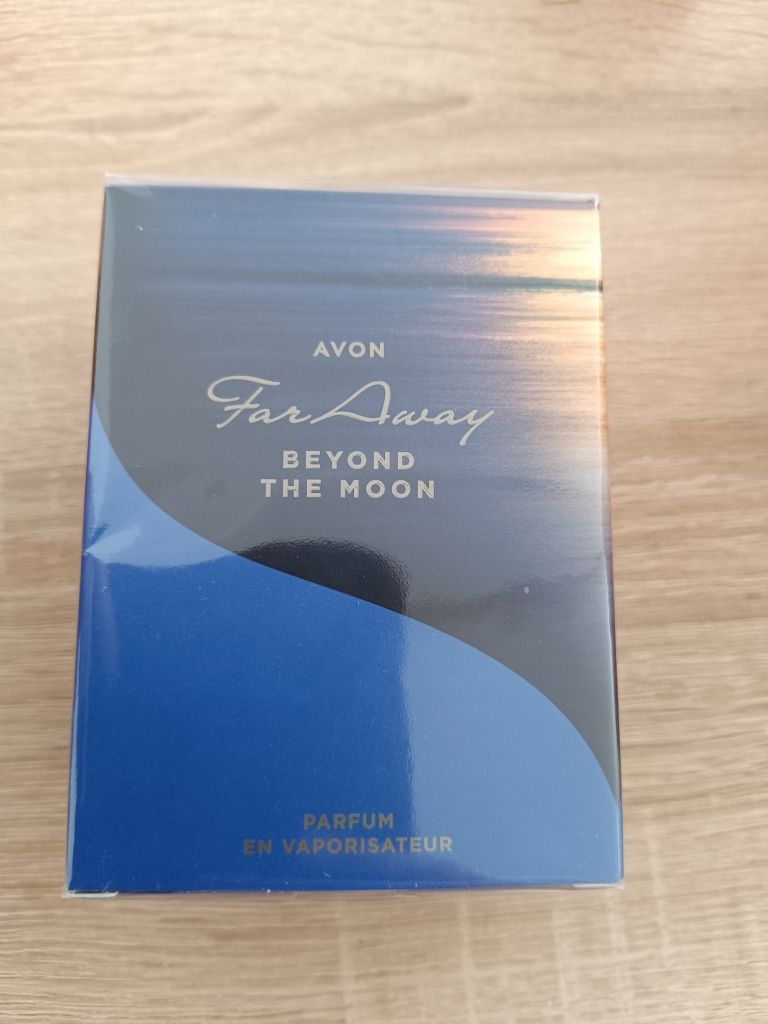 AVON
Far Away
BEYOND
THE MOON
PARFUM
EN VAPORISATEUR